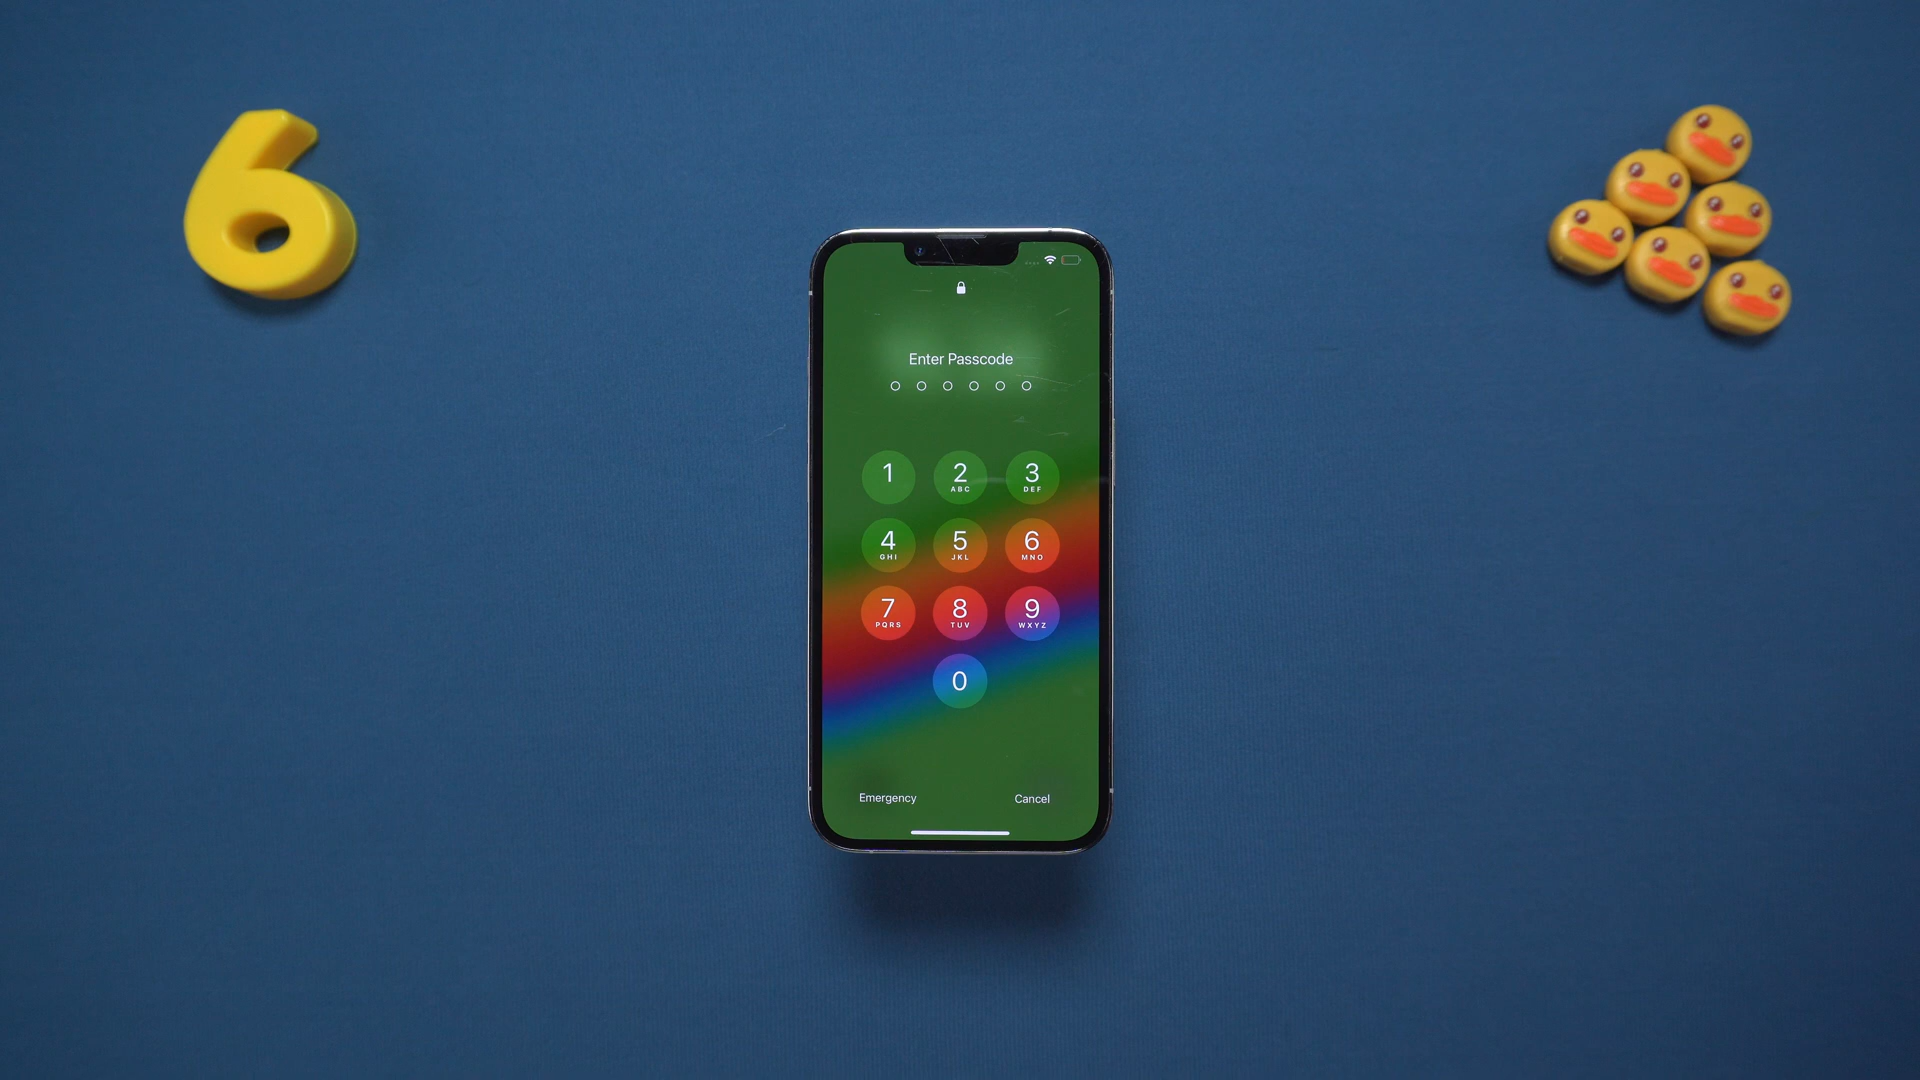 6
Enter Passcode
1 2 3
ABC DEF
4 5 6
GHI JKL MNO
7 8 9
PQRS TUV WXYZ
0
Emergency Cancel